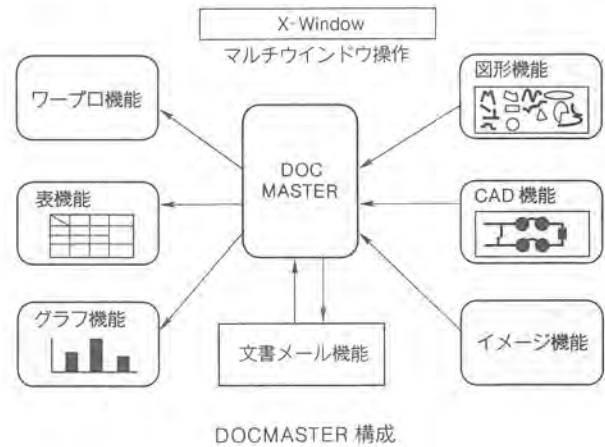 X-Window
マルチウインドウ操作
ワープロ機能
図形機能
DOC
MASTER
表機能
CAD 機能
グラフ機能
文書メール機能
イメージ機能
DOCMASTER 構成